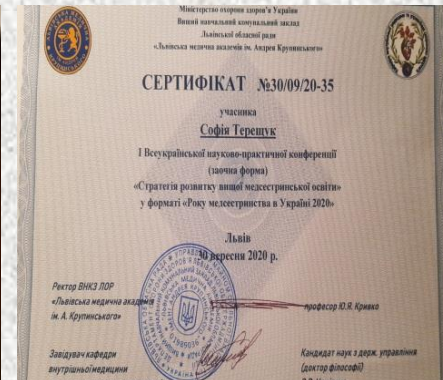 Міністерство охорони здоров'я України
Вищий навчальний комунальний заклад
Львівської обласної ради
«Львівська медична академія ім. Андрея Крупинського»
СЕРТИФІКАТ №30/09/20-35
учасника
Софія Терещук
І Всеукраїнської науково-практичної конференції
(заочна форма)
«Стратегія розвитку вищої медсестринської освіти»
у форматі «Року медсестринства в Україні 2020»
Львів
30 вересня 2020 р.
Ректор ВНКЗ ЛОР
«Львівська медична академія
ім. А. Крупинського»
професор Ю.Я. Кривко
Завідувач кафедри
внутрішньої медицини
Кандидат наук з держ. управління
(доктор філософії)